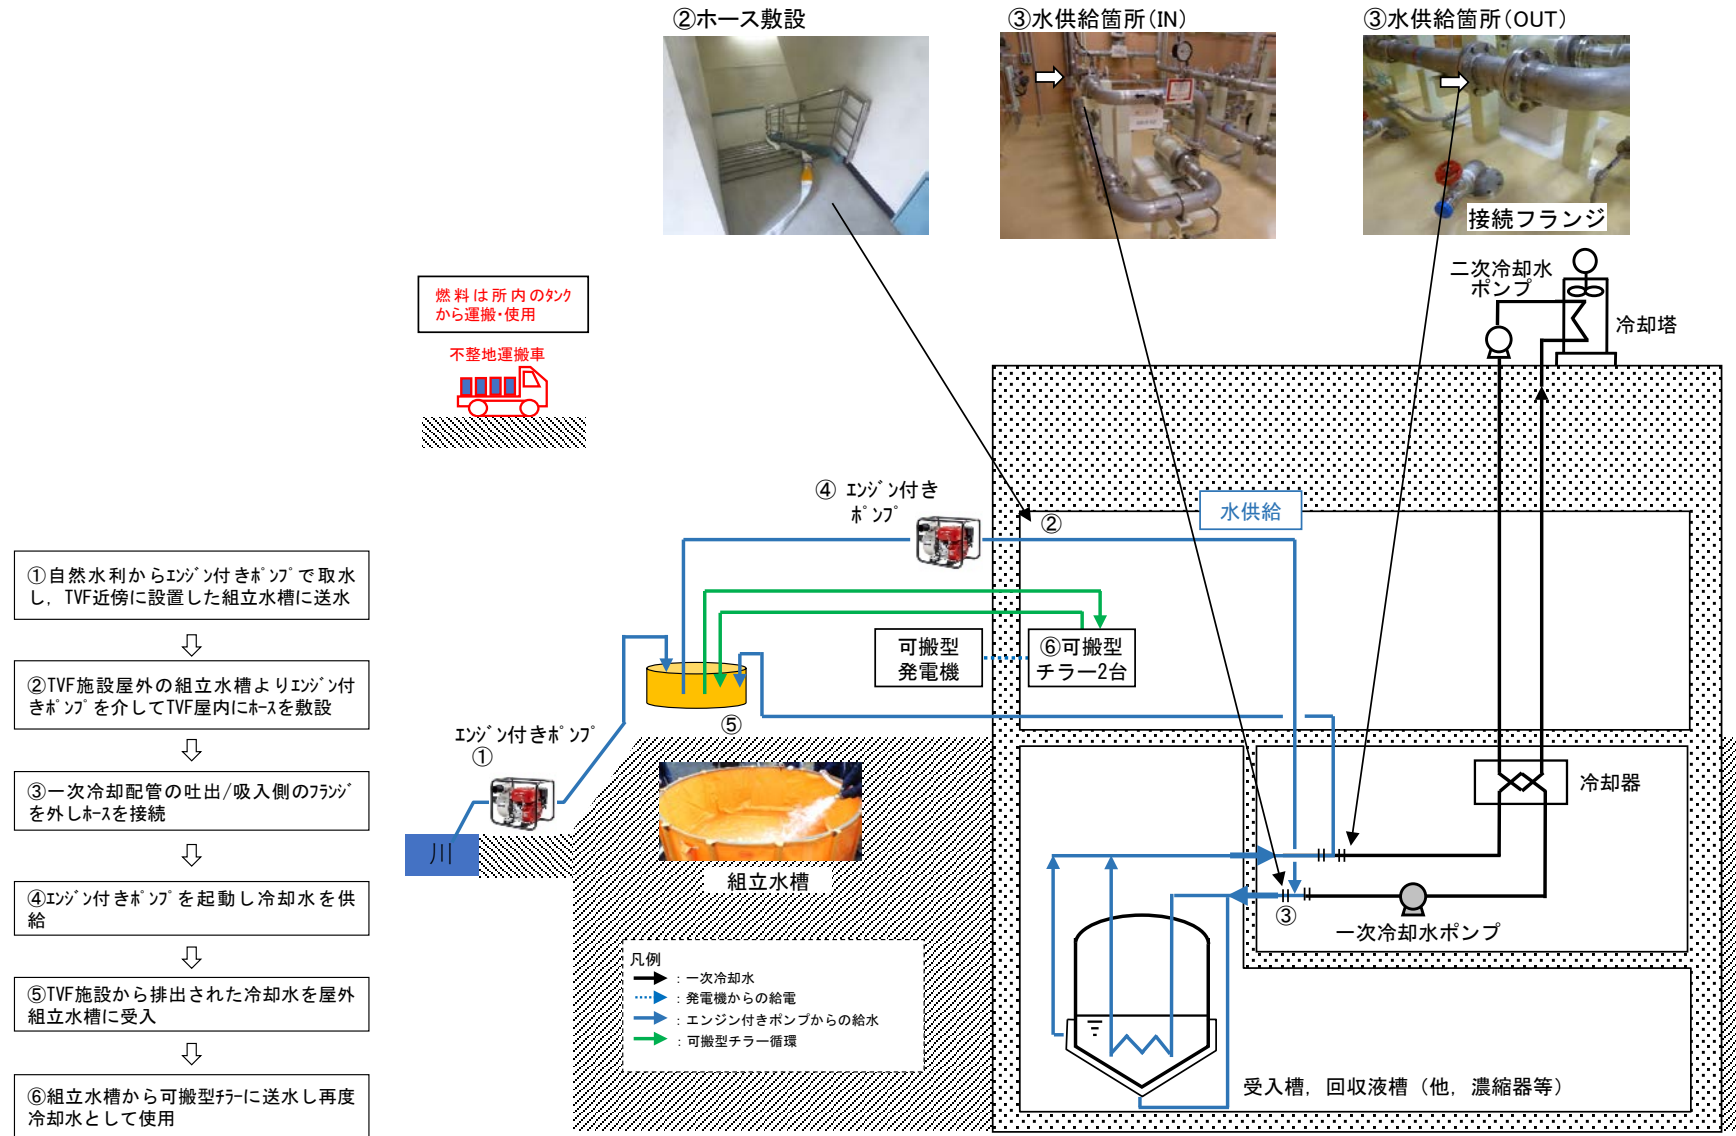 ②ホース敷設
③水供給箇所(IN)
③水供給箇所(OUT)
接続フランジ
燃料は所内のﾀﾝｸ
から運搬・使用
不整地運搬車
二次冷却水
ポンプ
冷却塔
④ ｴﾝｼﾞﾝ付き
ﾎﾟﾝﾌﾟ
②
水供給
①自然水利からｴﾝｼﾞﾝ付きﾎﾟﾝﾌﾟで取水
し，TVF近傍に設置した組立水槽に送水
②TVF施設屋外の組立水槽よりｴﾝｼﾞﾝ付
きﾎﾟﾝﾌﾟを介してTVF屋内にﾎｰｽを敷設
③一次冷却配管の吐出/吸入側のﾌﾗﾝｼﾞ
を外しﾎｰｽを接続
④ｴﾝｼﾞﾝ付きﾎﾟﾝﾌﾟを起動し冷却水を供
給
⑤TVF施設から排出された冷却水を屋外
組立水槽に受入
⑥組立水槽から可搬型ﾁﾗｰに送水し再度
冷却水として使用
可搬型
発電機
⑥可搬型
チラー2台
⑤
ｴﾝｼﾞﾝ付きﾎﾟﾝﾌﾟ
①
川
組立水槽
冷却器
③
一次冷却水ポンプ
凡例
：一次冷却水
：発電機からの給電
：エンジン付きポンプからの給水
：可搬型チラー循環
受入槽，回収液槽（他，濃縮器等）